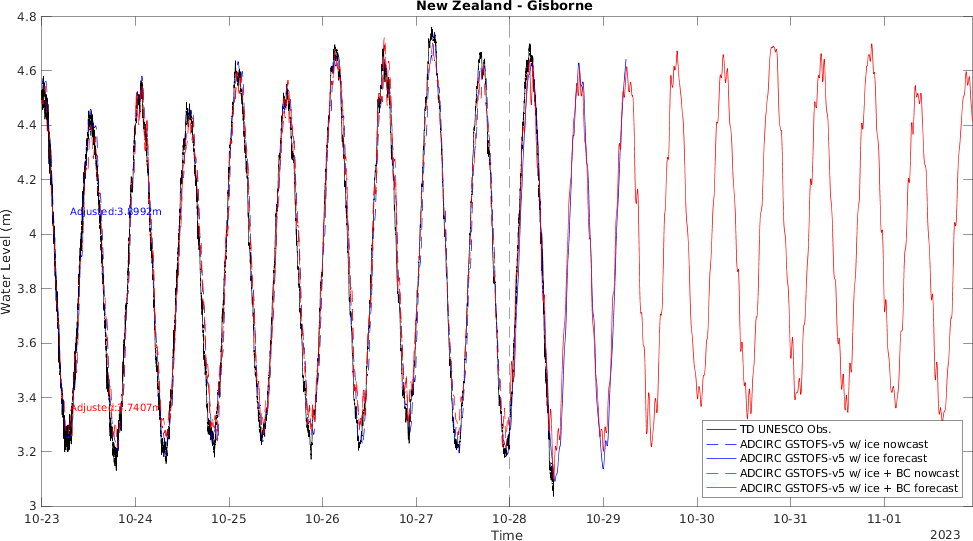 New Zealand - Gisborne
4.8
4.6
4.4
4.2
4
3.8
3.6
3.4
3.2
3
Water Level (m)
Adjusted:3.8992m
TD UNESCO Obs.
ADCIRC GSTOFS-v5 w/ ice nowcast
ADCIRC GSTOFS-v5 w/ ice forecast
ADCIRC GSTOFS-v5 w/ ice + BC nowcast
ADCIRC GSTOFS-v5 w/ ice + BC forecast
10-23 10-24 10-25 10-26 10-27 10-28 10-29 10-30 10-31 11-01
Time
2023